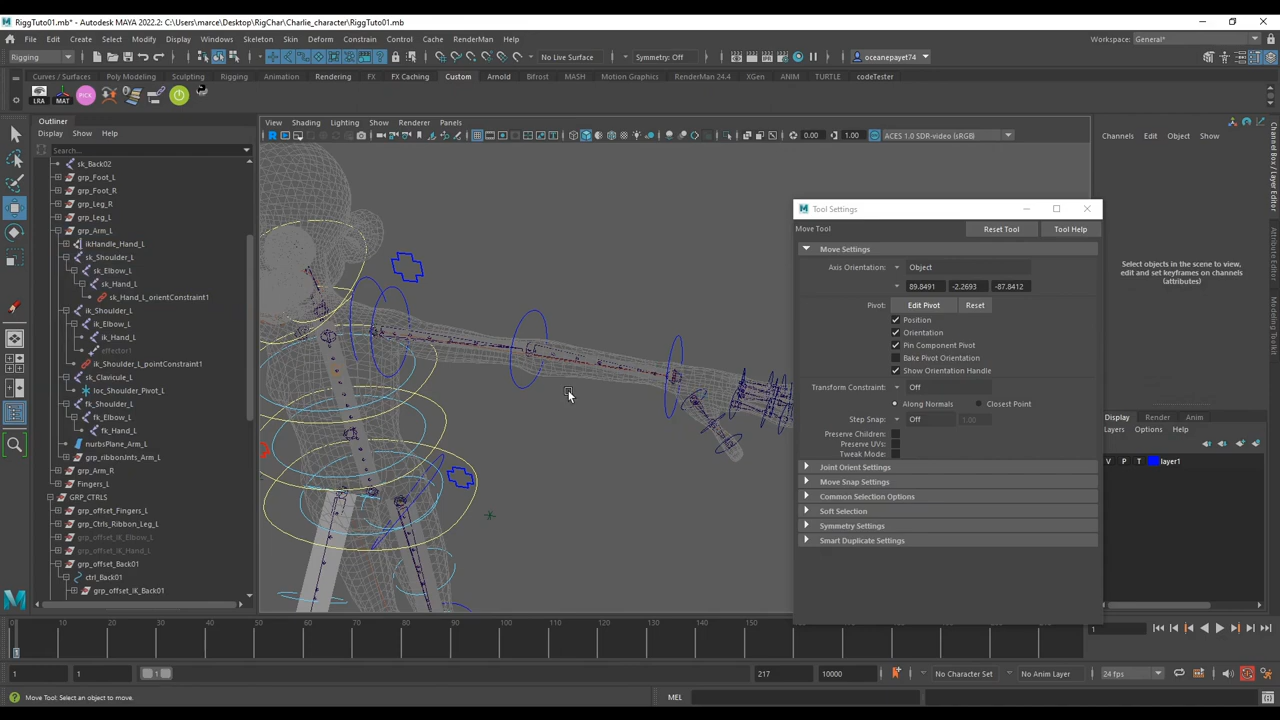 RiggTuto01.mb* - Autodesk MAYA 2022.2: C:\Users\marce\Desktop\RigChar\Charlie_character\RiggTuto01.mb
File Edit Create Select Modify Display Windows Skeleton Skin Deform Constrain Control Cache RenderMan Help
Workspace: General*
Rigging
No Live Surface
Symmetry: Off
oceanepayet74
Curves / Surfaces Poly Modeling Sculpting Rigging Animation Rendering FX FX Caching Custom Arnold Bifrost MASH Motion Graphics RenderMan 24.4 XGen ANIM TURTLE codeTester
LRA MAT PICK
Outliner
Display Show Help
Search...
sk_Back02
grp_Foot_L
grp_Foot_R
grp_Leg_R
grp_Leg_L
grp_Arm_L
ikHandle_Hand_L
sk_Shoulder_L
sk_Elbow_L
sk_Hand_L
sk_Hand_L_orientConstraint1
ik_Shoulder_L
ik_Elbow_L
ik_Hand_L
effector1
ik_Shoulder_L_pointConstraint1
sk_Clavicule_L
loc_Shoulder_Pivot_L
fk_Shoulder_L
fk_Elbow_L
fk_Hand_L
nurbsPlane_Arm_L
grp_ribbonJnts_Arm_L
grp_Arm_R
Fingers_L
GRP_CTRLS
grp_offset_Fingers_L
grp_Ctrls_Ribbon_Leg_L
grp_offset_IK_Elbow_L
grp_offset_IK_Hand_L
grp_offset_Back01
ctrl_Back01
grp_offset_IK_Back01
View Shading Lighting Show Renderer Panels
0.00 1.00 ACES 1.0 SDR-video (sRGB)
Tool Settings
Move Tool Reset Tool Tool Help
Move Settings
Axis Orientation: Object
89.8491 -2.2693 -87.8412
Pivot: Edit Pivot Reset
Position
Orientation
Pin Component Pivot
Bake Pivot Orientation
Show Orientation Handle
Transform Constraint: Off
Along Normals Closest Point
Step Snap: Off 1.00
Preserve Children:
Preserve UVs:
Tweak Mode:
Joint Orient Settings
Move Snap Settings
Common Selection Options
Soft Selection
Symmetry Settings
Smart Duplicate Settings
Channels Edit Object Show
Select objects in the scene to view,
edit and set keyframes on channels
(attributes)
Channel Box / Layer Editor
Attribute Editor
Modeling Toolkit
Display Render Anim
Layers Options Help
V P T layer1
0 10 20 30 40 50 60 70 80 90 100 110 120 130 140 150
1
1 1 1 217 10000 No Character Set No Anim Layer 24 fps
Move Tool: Select an object to move.
MEL